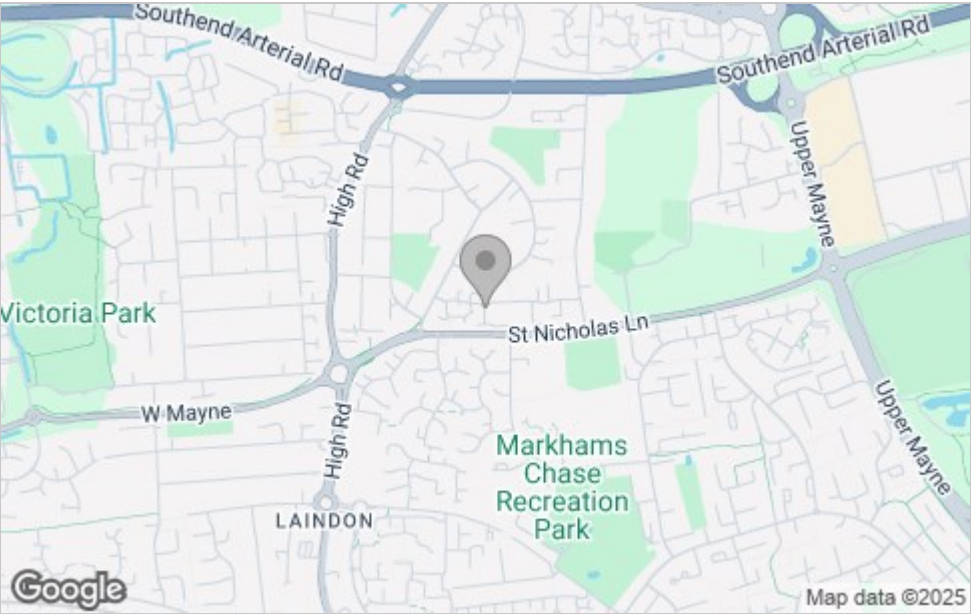 Southend Arterial Rd
Southend Arterial Rd
Upper Mayne
High Rd
Victoria Park
St Nicholas Ln
W Mayne
High Rd
Upper Mayne
Markhams
Chase
Recreation
Park
LAINDON
Google
Map data ©2025